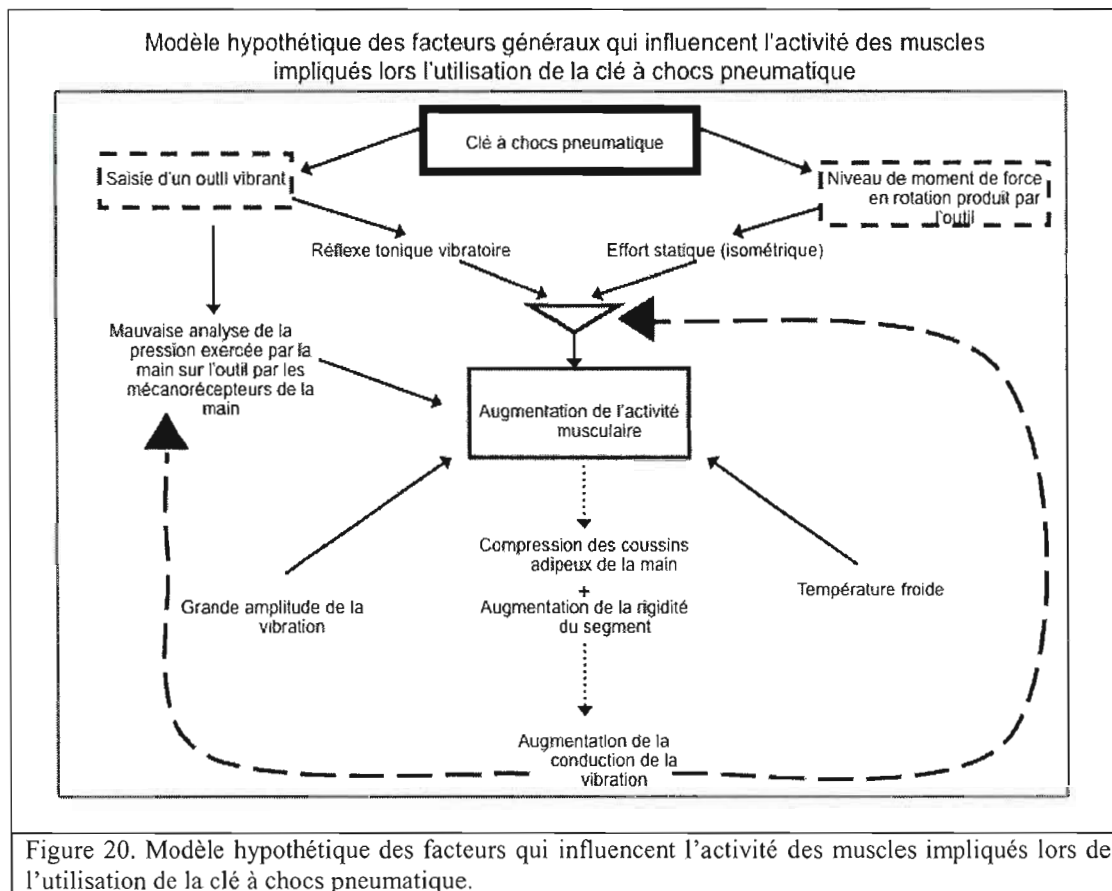 Modèle hypothétique des facteurs généraux qui influencent l'activité des muscles
impliqués lors l'utilisation de la clé à chocs pneumatique
Clé à chocs pneumatique
Saisie d'un outil vibrant
Niveau de moment de force
en rotation produit par
l'outil
Réflexe tonique vibratoire
Effort statique (isométrique)
Mauvaise analyse de la
pression exercée par la
main sur l'outil par les
mécanorécepteurs de la
main
Augmentation de l'activité
musculaire
Compression des coussins
adipeux de la main
+
Augmentation de la rigidité
du segment
Grande amplitude de la
vibration
Température froide
Augmentation de la
conduction de la
vibration
Figure 20. Modèle hypothétique des facteurs qui influencent l'activité des muscles impliqués lors de
l'utilisation de la clé à chocs pneumatique.